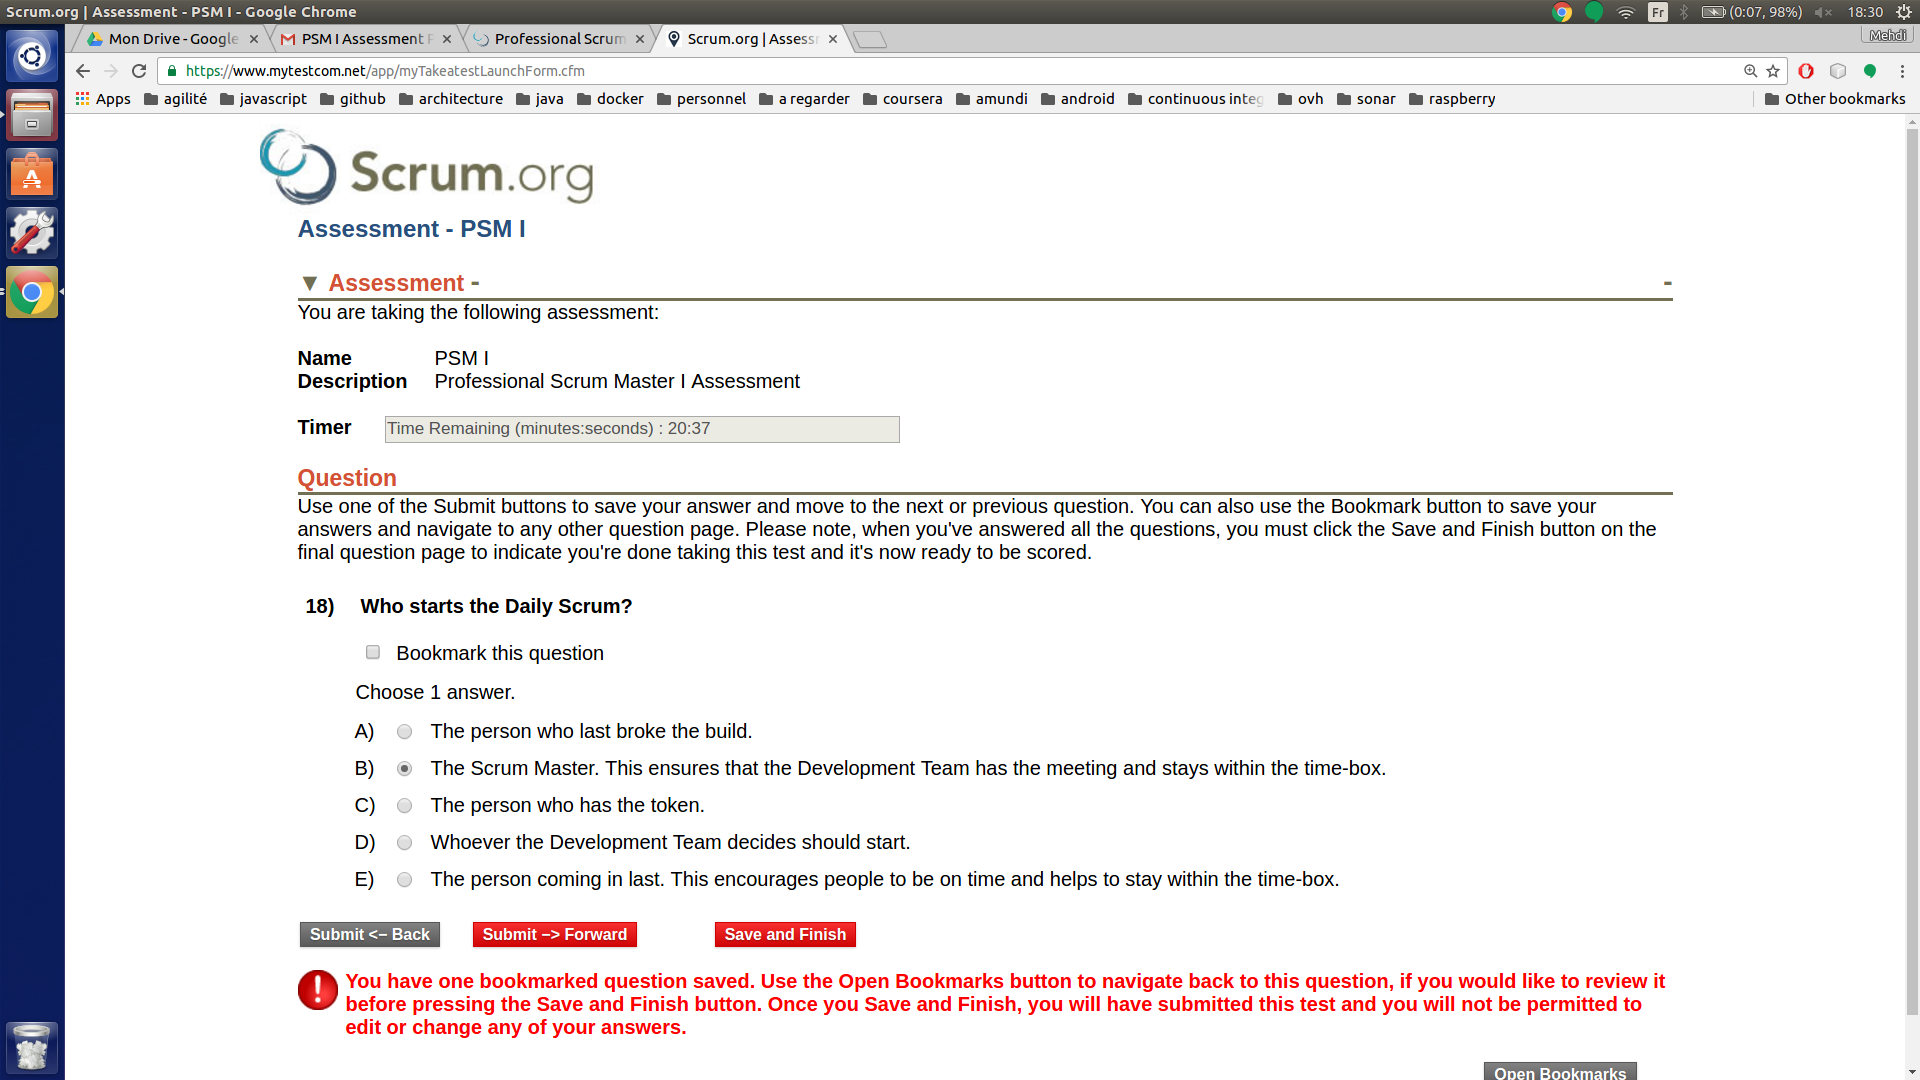 Scrum.org | Assessment - PSM I - Google Chrome
Fr
(0:07, 98%)
18:30
Mon Drive - Google
PSM I Assessment
Professional Scrum
Scrum.org | Assess
Mehdi
https://www.mytestcom.net/app/myTakeatestLaunchForm.cfm
Apps
agilité
javascript
github
architecture
java
docker
personnel
a regarder
coursera
amundi
android
continuous integ
ovh
sonar
raspberry
Other bookmarks
Scrum.org
Assessment - PSM I
▼ Assessment -
-
You are taking the following assessment:
Name PSM I
Description Professional Scrum Master I Assessment
Timer Time Remaining (minutes:seconds) : 20:37
Question
Use one of the Submit buttons to save your answer and move to the next or previous question. You can also use the Bookmark button to save your
answers and navigate to any other question page. Please note, when you've answered all the questions, you must click the Save and Finish button on the
final question page to indicate you're done taking this test and it's now ready to be scored.
18) Who starts the Daily Scrum?
Bookmark this question
Choose 1 answer.
A) The person who last broke the build.
B) The Scrum Master. This ensures that the Development Team has the meeting and stays within the time-box.
C) The person who has the token.
D) Whoever the Development Team decides should start.
E) The person coming in last. This encourages people to be on time and helps to stay within the time-box.
Submit <-- Back
Submit --> Forward
Save and Finish
You have one bookmarked question saved. Use the Open Bookmarks button to navigate back to this question, if you would like to review it
before pressing the Save and Finish button. Once you Save and Finish, you will have submitted this test and you will not be permitted to
edit or change any of your answers.
Open Bookmarks